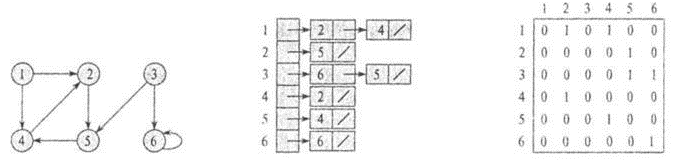 1 2 3
4 5 6
1 2 4
2 5
3 6 5
4 2
5 4
6 6
1 2 3 4 5 6
1 0 1 0 1 0 0
2 0 0 0 0 1 0
3 0 0 0 0 1 1
4 0 1 0 0 0 0
5 0 0 0 1 0 0
6 0 0 0 0 0 1